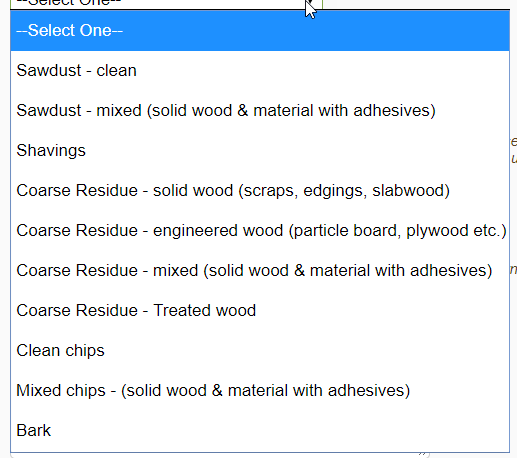 --Select One--
--Select One--
Sawdust - clean
Sawdust - mixed (solid wood & material with adhesives)
Shavings
Coarse Residue - solid wood (scraps, edgings, slabwood)
Coarse Residue - engineered wood (particle board, plywood etc.)
Coarse Residue - mixed (solid wood & material with adhesives)
Coarse Residue - Treated wood
Clean chips
Mixed chips - (solid wood & material with adhesives)
Bark